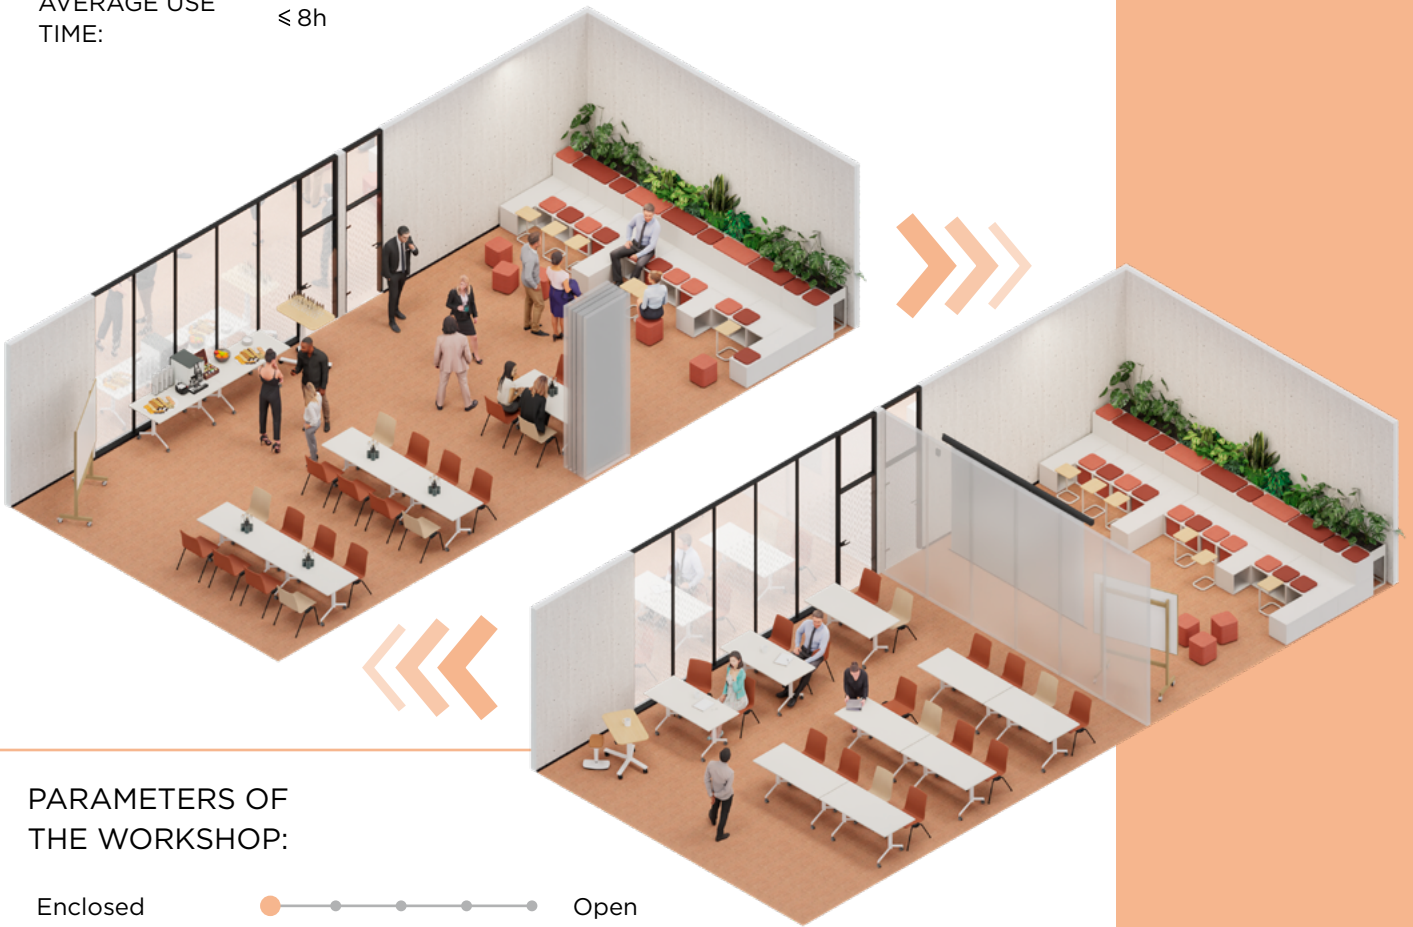 AVERAGE USE
TIME:
⩽ 8h
PARAMETERS OF
THE WORKSHOP:
Enclosed
Open